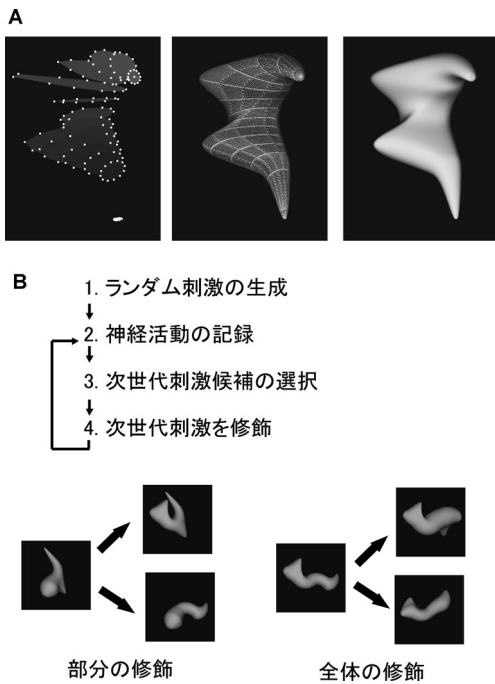 A
B
1. ランダム刺激の生成
2. 神経活動の記録
3. 次世代刺激候補の選択
4. 次世代刺激を修飾
部分の修飾
全体の修飾